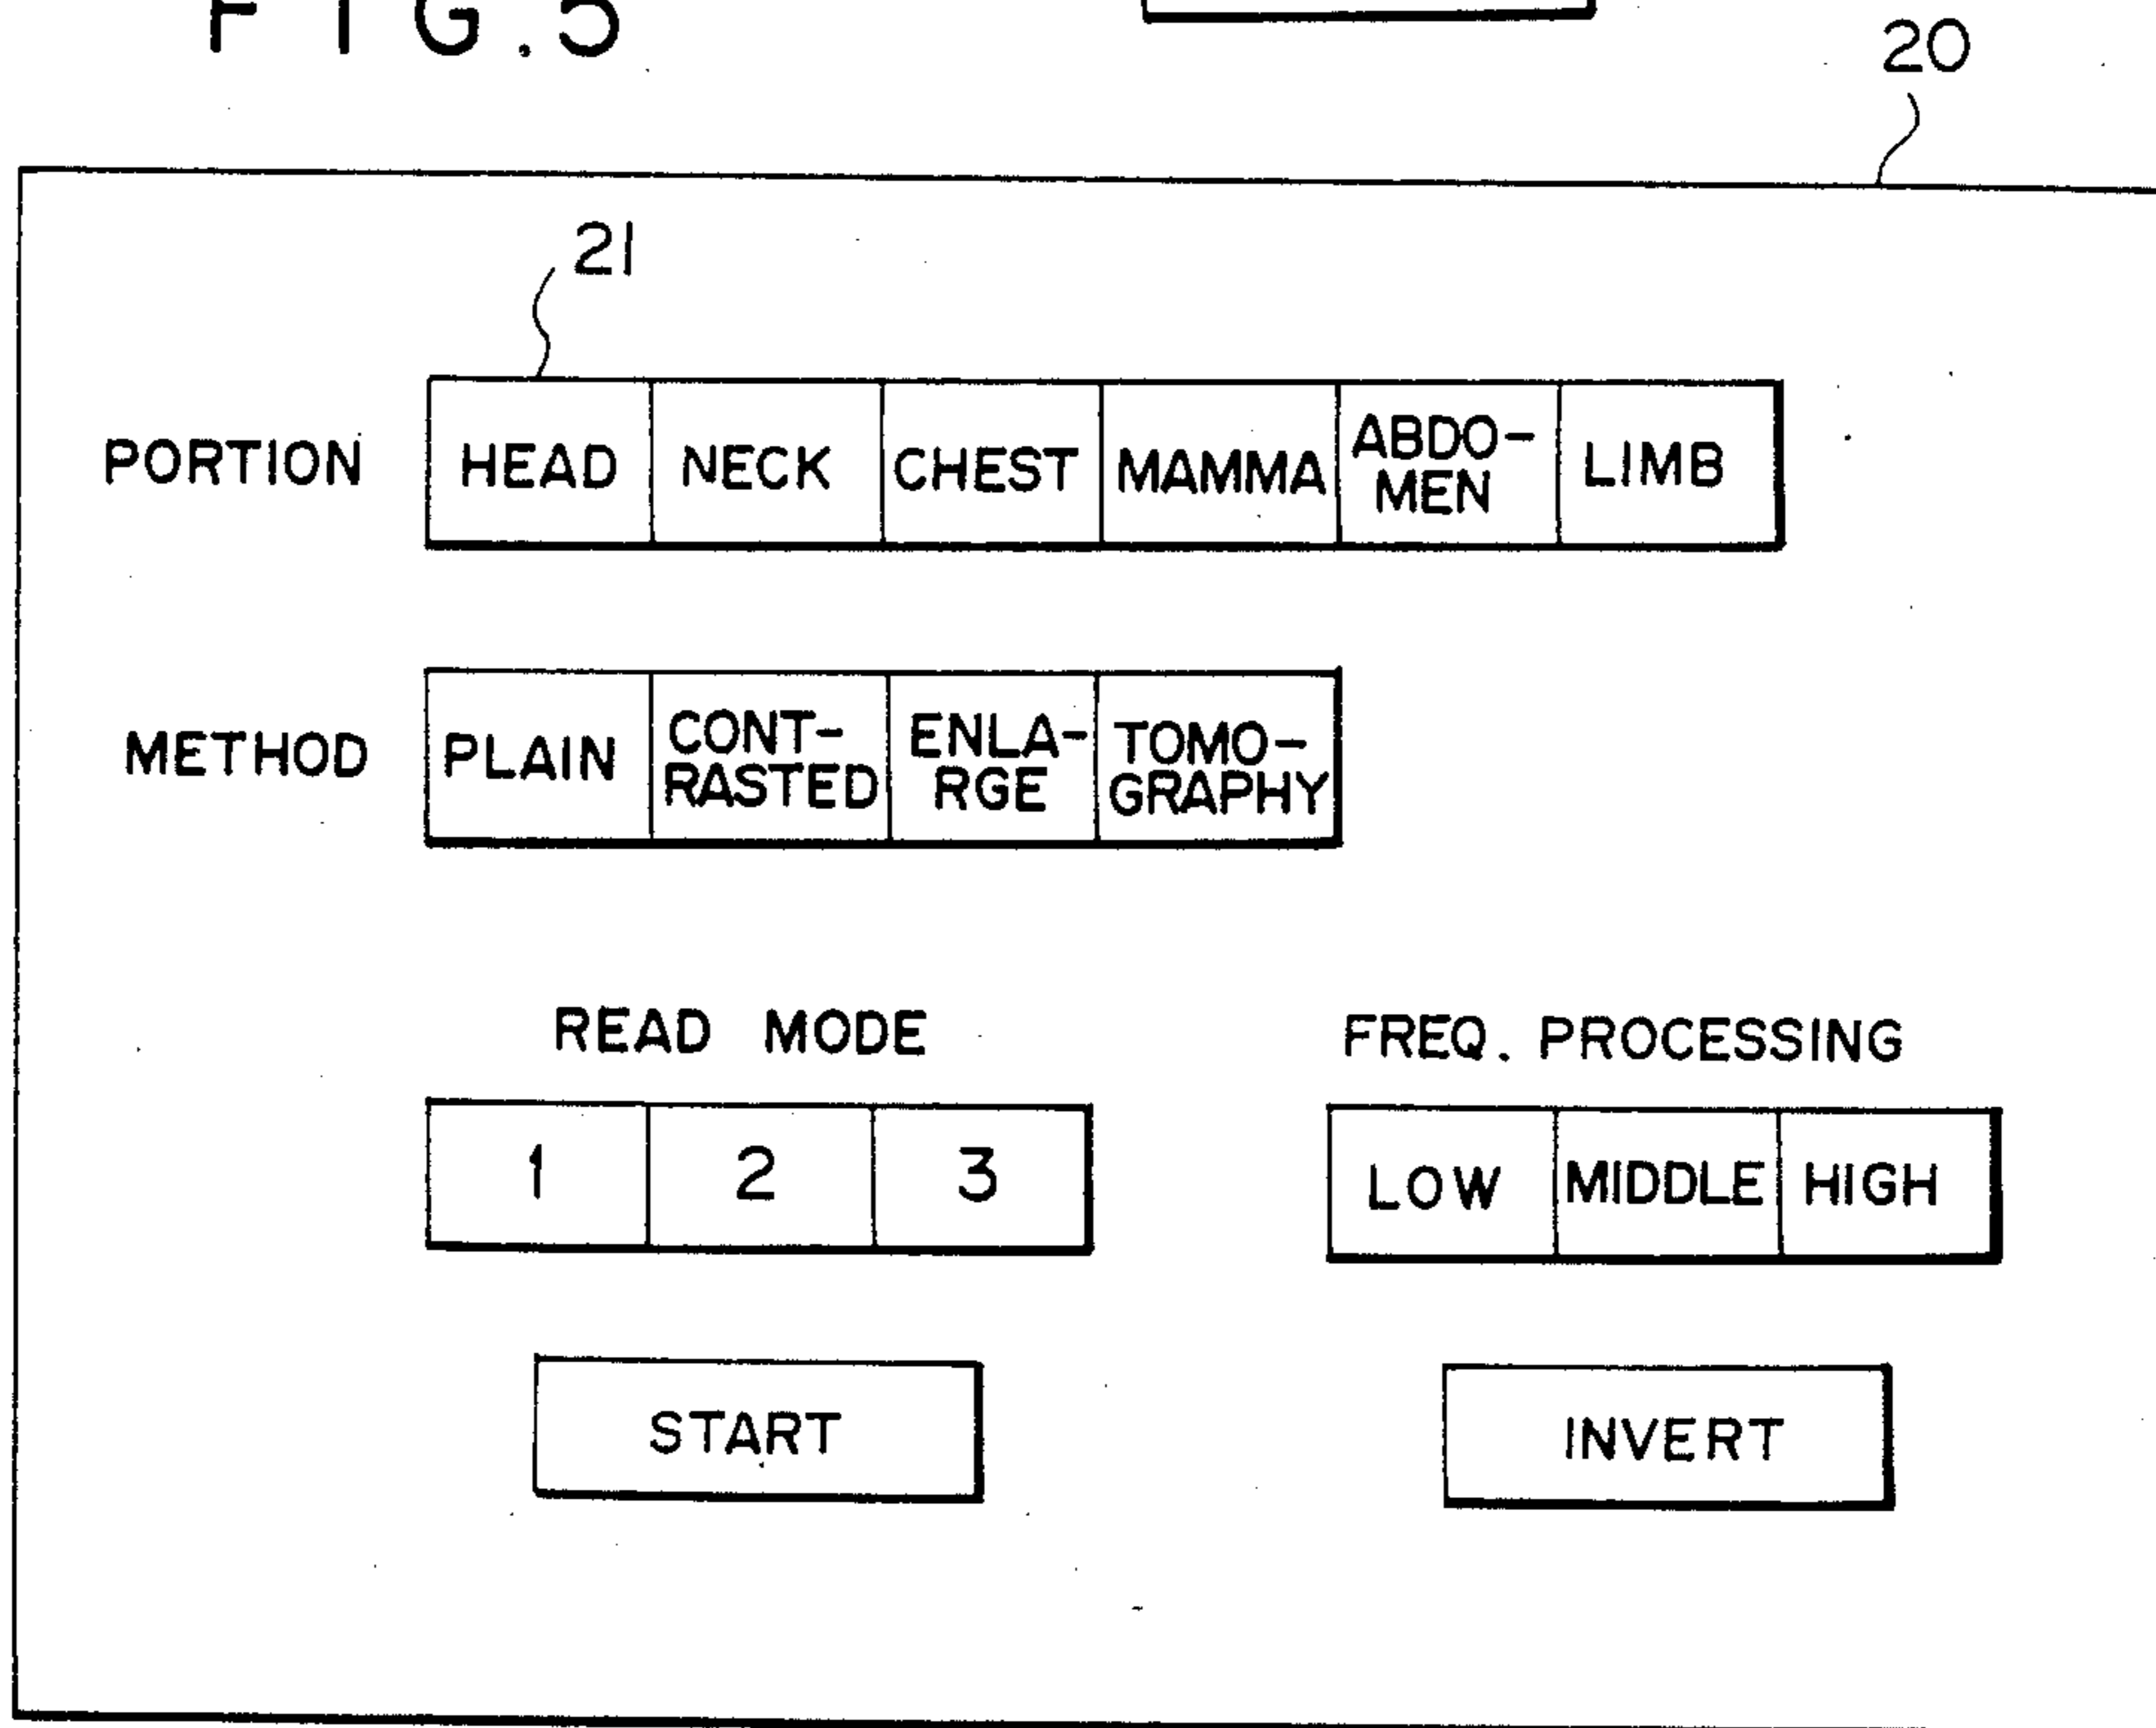 FIG.5
20
21
PORTION HEAD NECK CHEST MAMMA ABDO-
MEN LIMB
METHOD PLAIN CONT-
RASTED ENLA-
RGE TOMO-
GRAPHY
READ MODE FREQ. PROCESSING
1 2 3 LOW MIDDLE HIGH
START INVERT